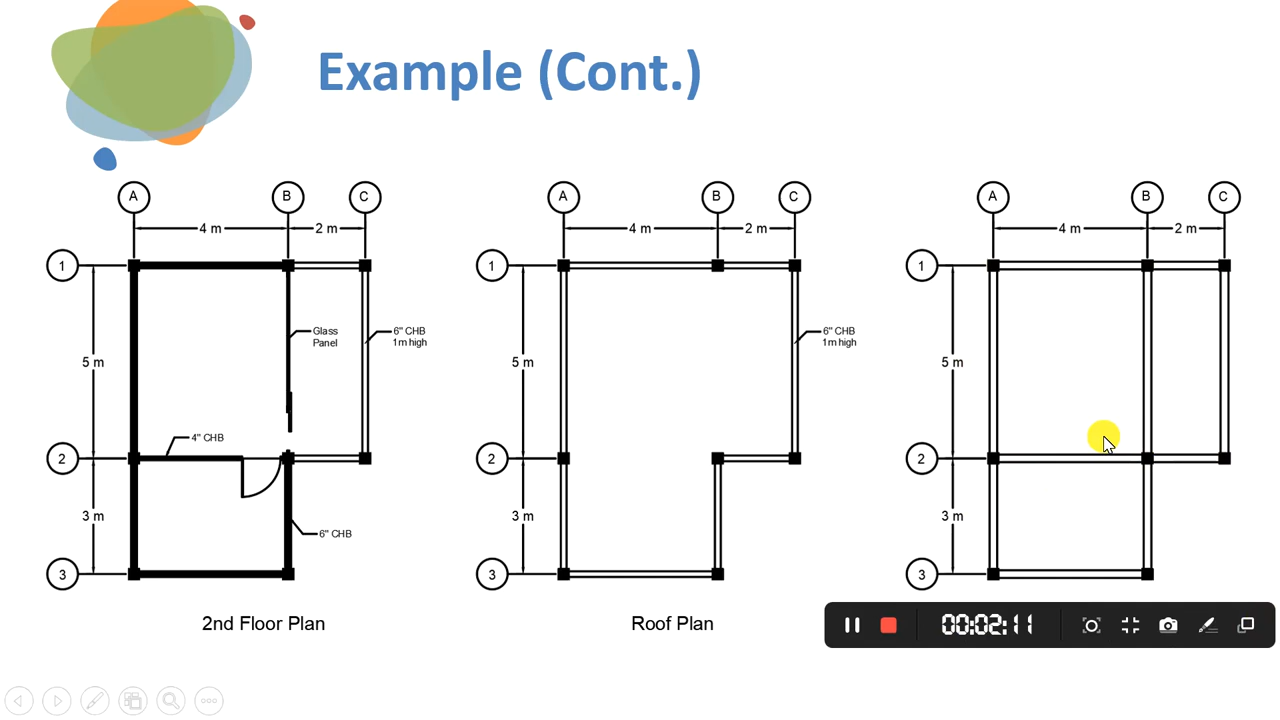 Example (Cont.)
A
B
C
4 m
2 m
1
5 m
Glass
Panel
6" CHB
1m high
4" CHB
2
3 m
6" CHB
3
2nd Floor Plan
A
B
C
4 m
2 m
1
5 m
6" CHB
1m high
2
3 m
3
Roof Plan
A
B
C
4 m
2 m
1
5 m
2
3 m
3
00:02:11